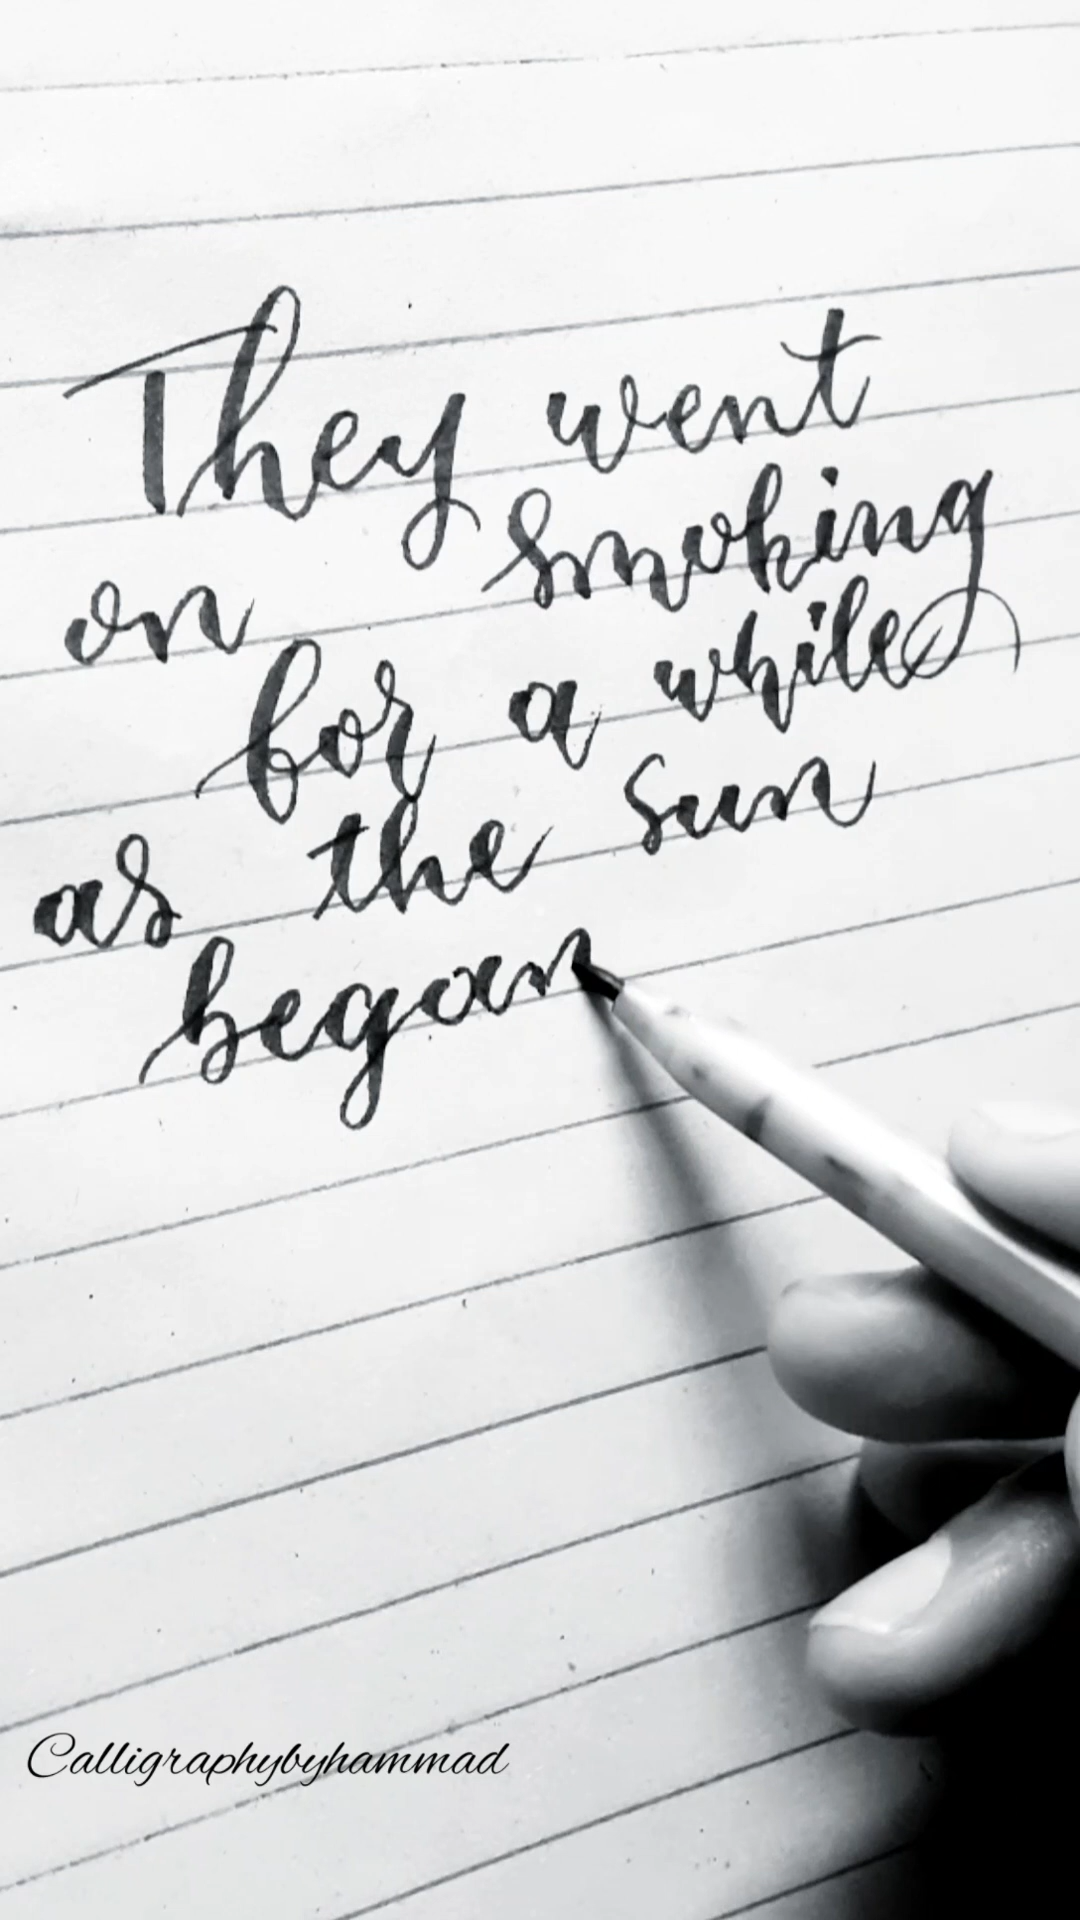 They went
on smoking
for a while
as the sun
began
Calligraphybyhammad